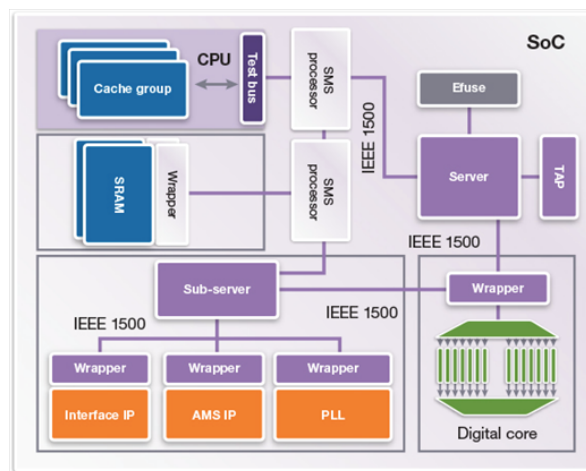 SoC
CPU
Cache group
Test bus
SMS
processor
Efuse
IEEE 1500
SRAM
Wrapper
SMS
processor
Server
TAP
IEEE 1500
Sub-server
Wrapper
IEEE 1500
IEEE 1500
Wrapper
Wrapper
Wrapper
Interface IP
AMS IP
PLL
Digital core